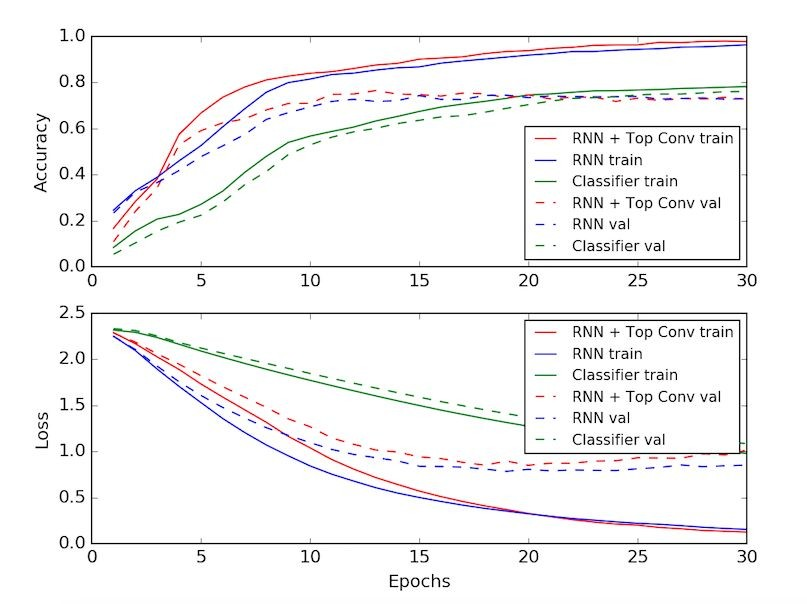 1.0
0.8
0.6
0.4
0.2
0.0
Accuracy
RNN + Top Conv train
RNN train
Classifier train
RNN + Top Conv val
RNN val
Classifier val
0 5 10 15 20 25 30
2.5
2.0
1.5
1.0
0.5
0.0
Loss
RNN + Top Conv train
RNN train
Classifier train
RNN + Top Conv val
RNN val
Classifier val
0 5 10 15 20 25 30
Epochs